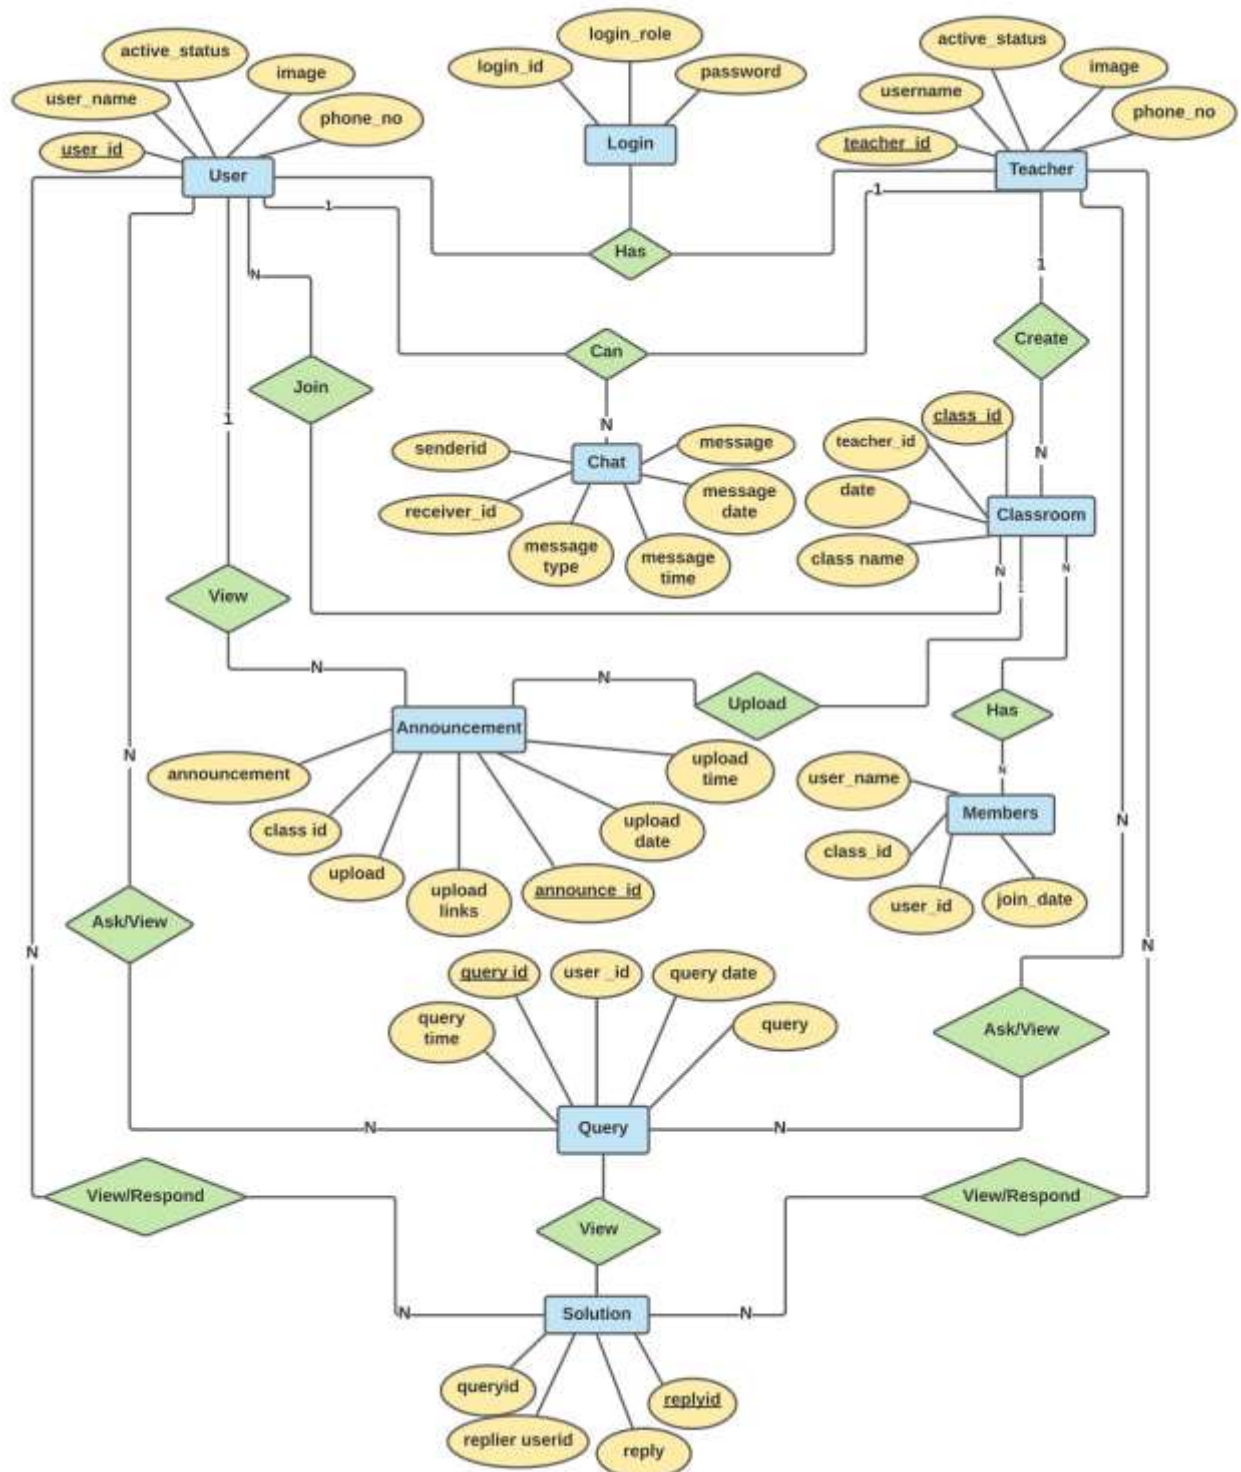 login_role
active_status
active_status
login_id
image
password
image
user_name
username
phone_no
phone_no
user_id
Login
teacher_id
User
Teacher
1
1
Has
N
1
Can
Create
Join
1
N
class_id
senderid
message
teacher_id
N
Chat
receiver_id
message
date
date
Classroom
message
type
message
time
class name
N
N
View
N
N
Upload
Has
Announcement
N
announcement
upload
time
user_name
N
class id
upload
date
Members
N
upload
upload
links
announce_id
class_id
user_id
join_date
Ask/View
N
N
query id
user _id
query date
query
time
query
Ask/View
N
Query
N
View/Respond
View
View/Respond
N
Solution
N
queryid
replyid
replier userid
reply